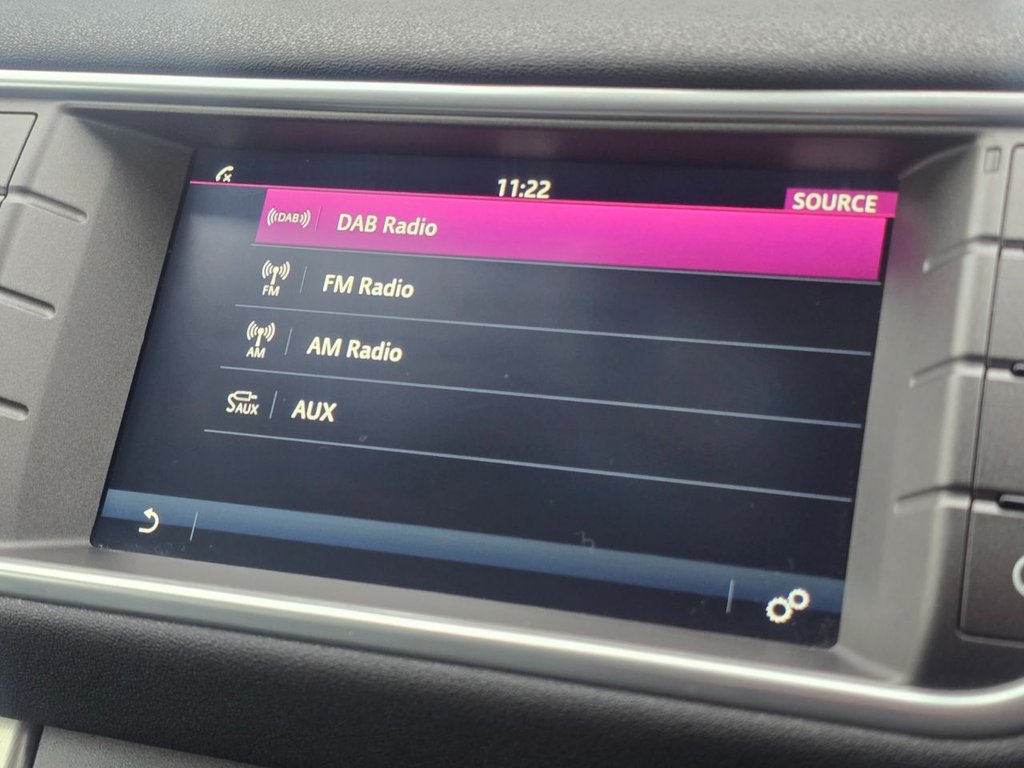 11:22
SOURCE
DAB DAB Radio
FM FM Radio
AM AM Radio
AUX AUX